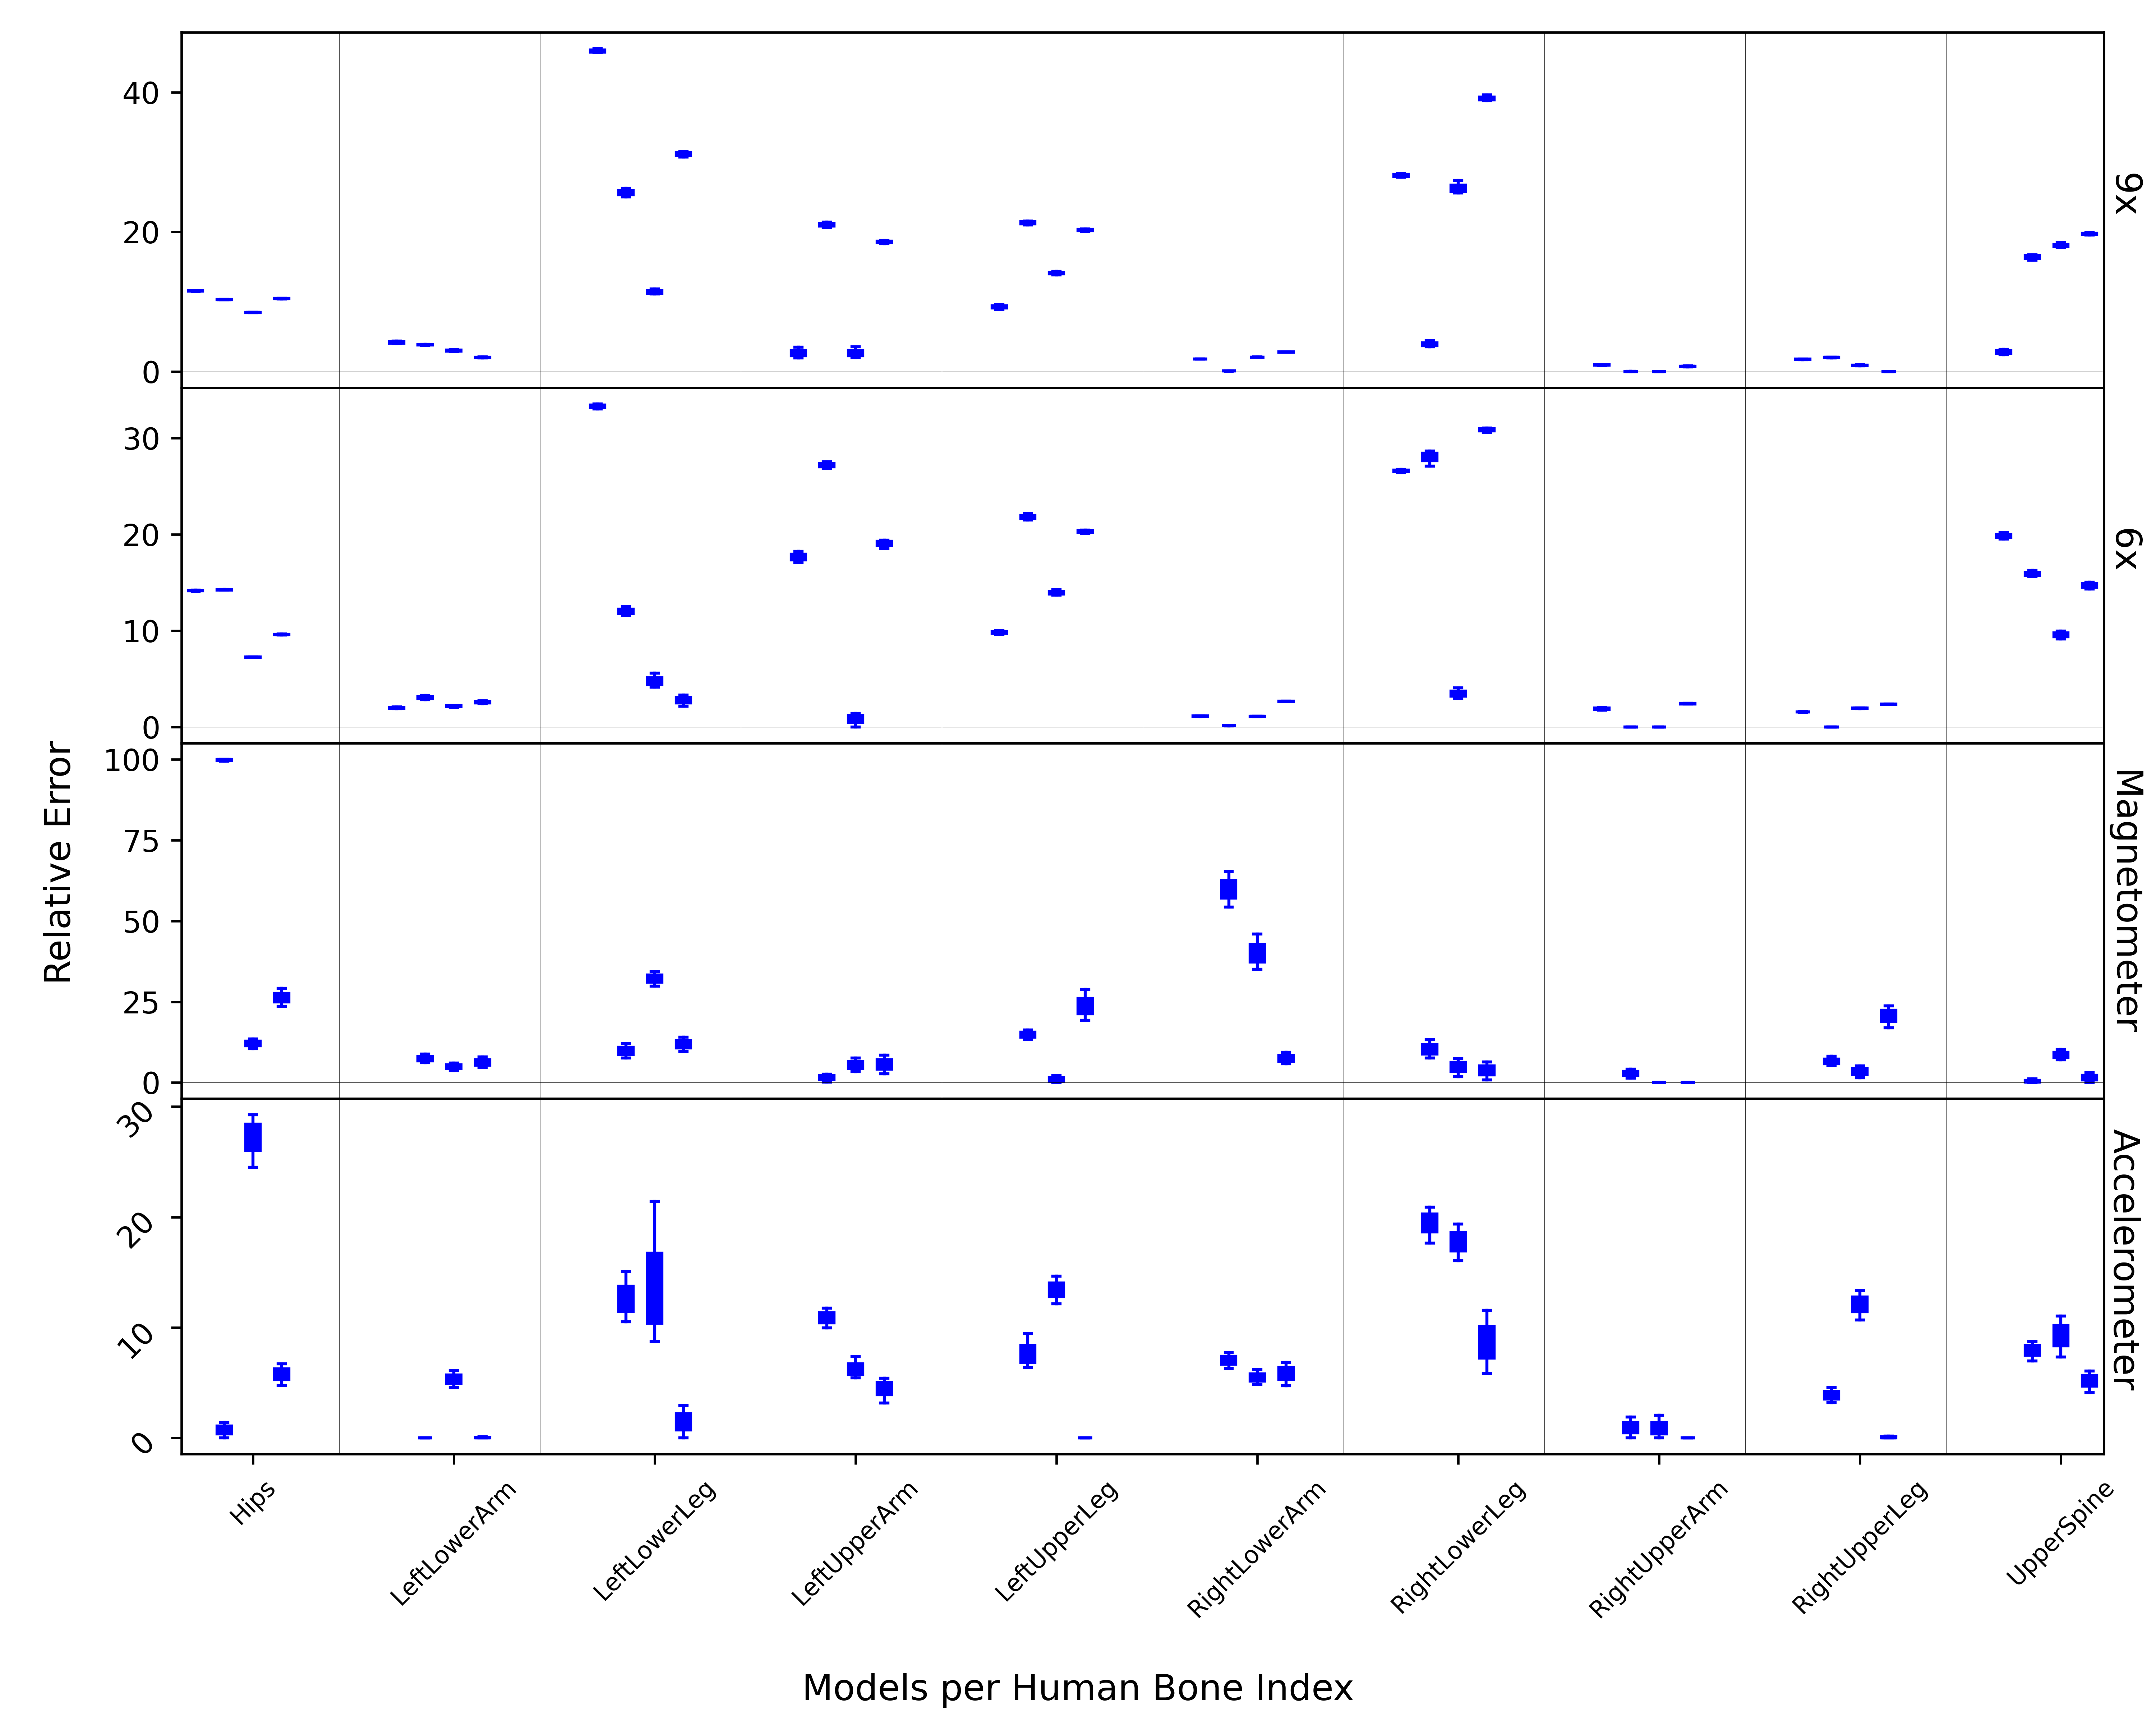 40
20
0
9x
30
20
10
0
6x
Relative Error
100
75
50
25
0
Magnetometer
30
20
10
0
Accelerometer
Hips
LeftLowerArm
LeftLowerLeg
LeftUpperArm
LeftUpperLeg
RightLowerArm
RightLowerLeg
RightUpperArm
RightUpperLeg
UpperSpine
Models per Human Bone Index